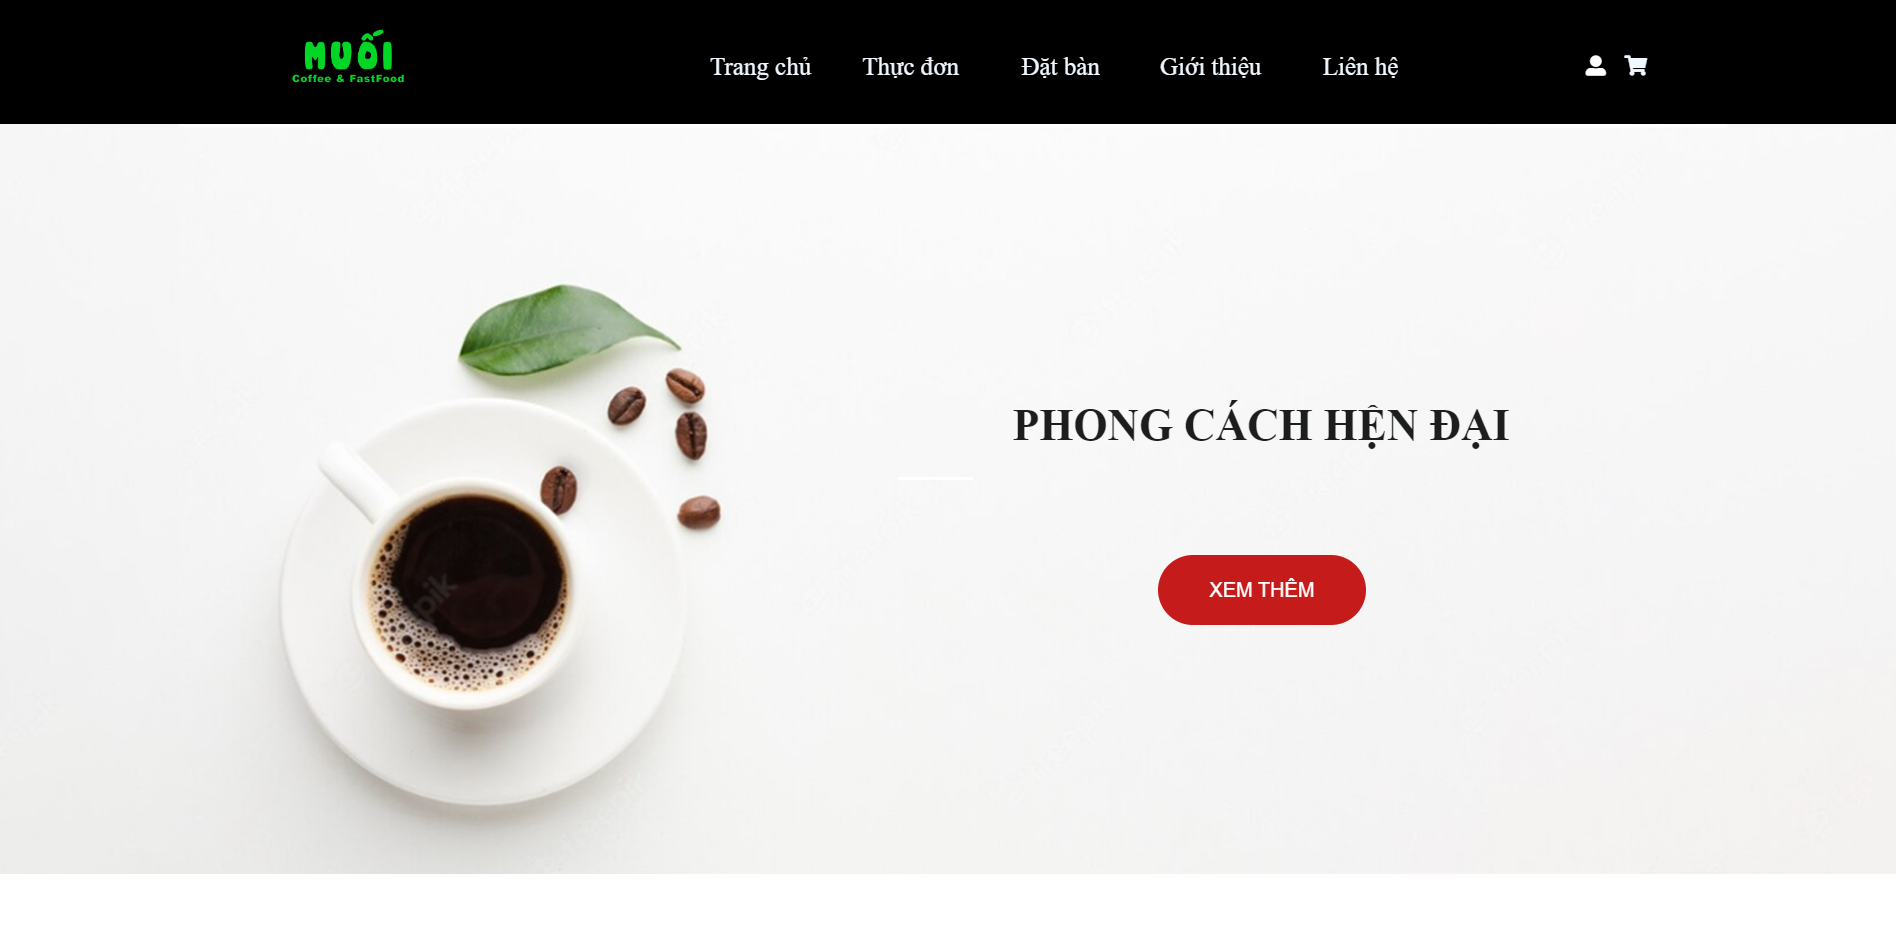 MUỐI
Coffee & FastFood
Trang chủ Thực đơn Đặt bàn Giới thiệu Liên hệ
PHONG CÁCH HỆN ĐẠI
XEM THÊM